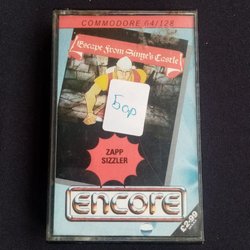 COMMODORE 64/128
Escape From Singe's Castle
50p
ZAPP
SIZZLER
encore
£2.99